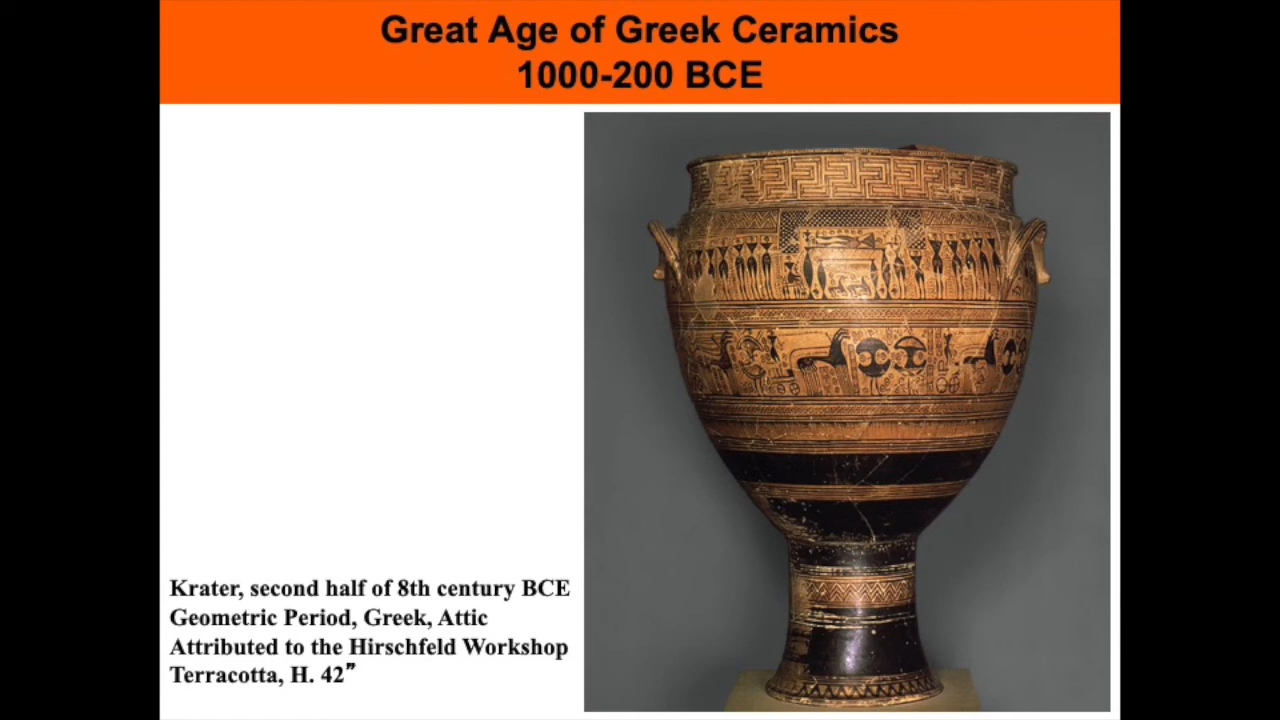 Great Age of Greek Ceramics
1000-200 BCE
Krater, second half of 8th century BCE
Geometric Period, Greek, Attic
Attributed to the Hirschfeld Workshop
Terracotta, H. 42”